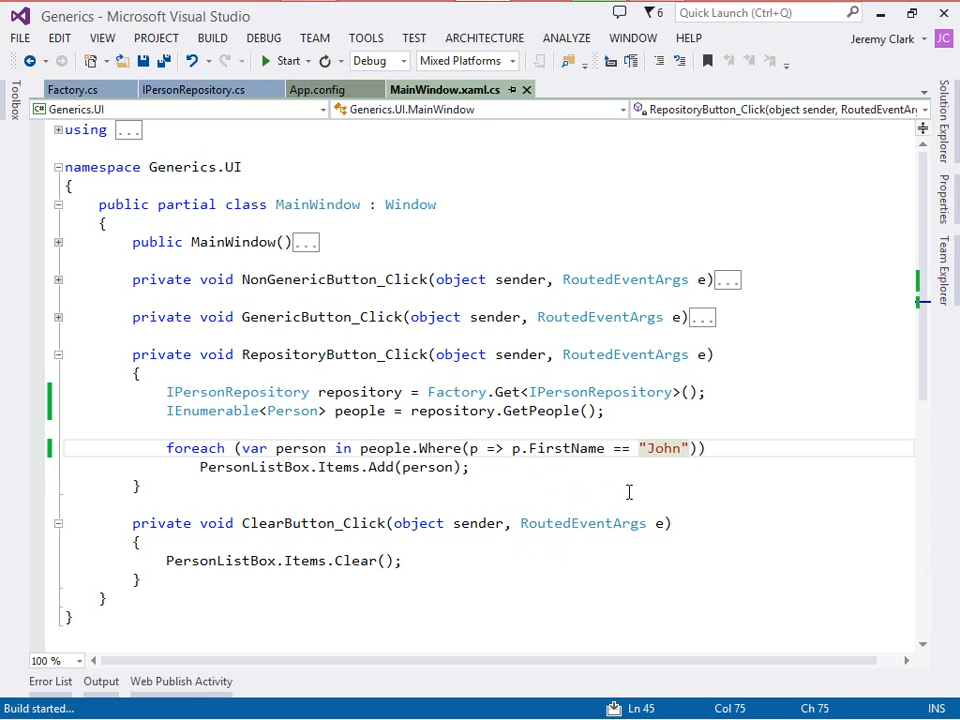 Generics - Microsoft Visual Studio
6
Quick Launch (Ctrl+Q)
FILE EDIT VIEW PROJECT BUILD DEBUG TEAM TOOLS TEST ARCHITECTURE ANALYZE WINDOW HELP
Jeremy Clark JC
Start Debug Mixed Platforms
Toolbox
Factory.cs IPersonRepository.cs App.config MainWindow.xaml.cs
Generics.UI Generics.UI.MainWindow RepositoryButton_Click(object sender, RoutedEventAr
using ...
namespace Generics.UI
{
public partial class MainWindow : Window
{
public MainWindow()...
private void NonGenericButton_Click(object sender, RoutedEventArgs e)...
private void GenericButton_Click(object sender, RoutedEventArgs e)...
private void RepositoryButton_Click(object sender, RoutedEventArgs e)
{
IPersonRepository repository = Factory.Get<IPersonRepository>();
IEnumerable<Person> people = repository.GetPeople();
foreach (var person in people.Where(p => p.FirstName == "John"))
PersonListBox.Items.Add(person);
}
private void ClearButton_Click(object sender, RoutedEventArgs e)
{
PersonListBox.Items.Clear();
}
}
}
Solution Explorer
Properties
Team Explorer
100 %
Error List Output Web Publish Activity
Build started... Ln 45 Col 75 Ch 75 INS